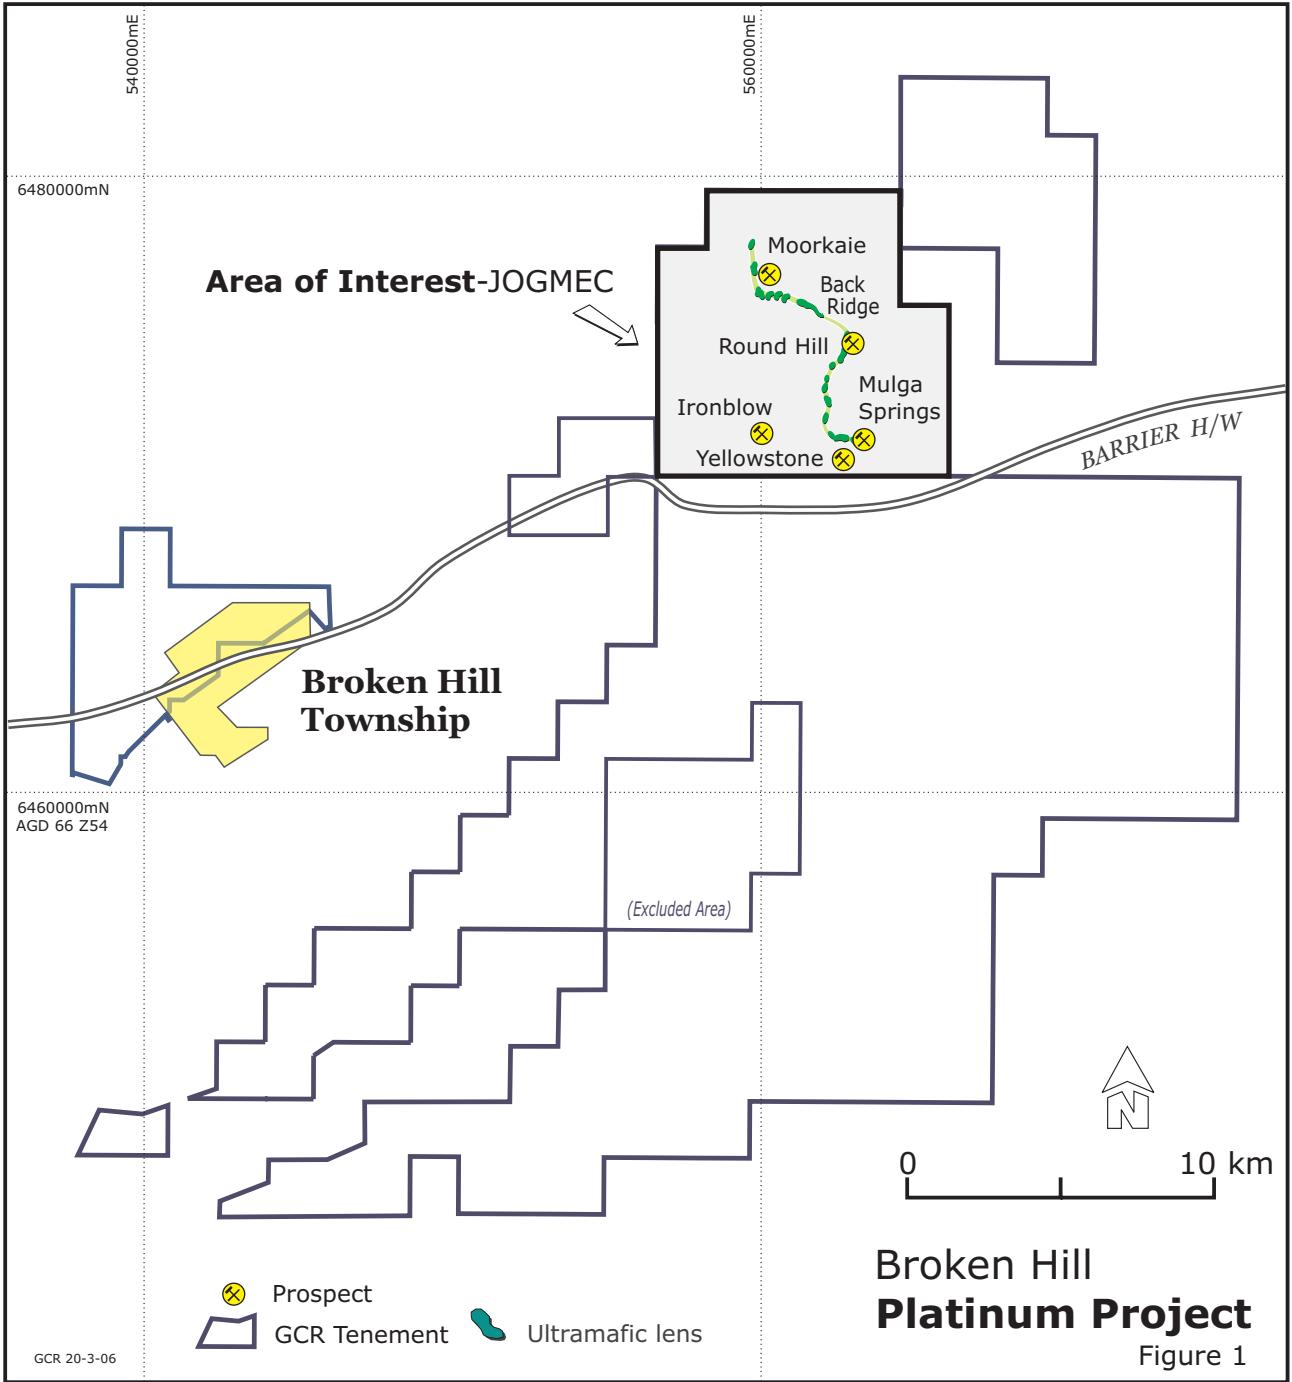 540000mE
560000mE
6480000mN
Moorkaie
Area of Interest-JOGMEC
Back
Ridge
Round Hill
Mulga
Springs
Ironblow
Yellowstone
BARRIER H/W
Broken Hill
Township
6460000mN
AGD 66 Z54
(Excluded Area)
N
0 10 km
Broken Hill
Platinum Project
Figure 1
Prospect
GCR Tenement
Ultramafic lens
GCR 20-3-06